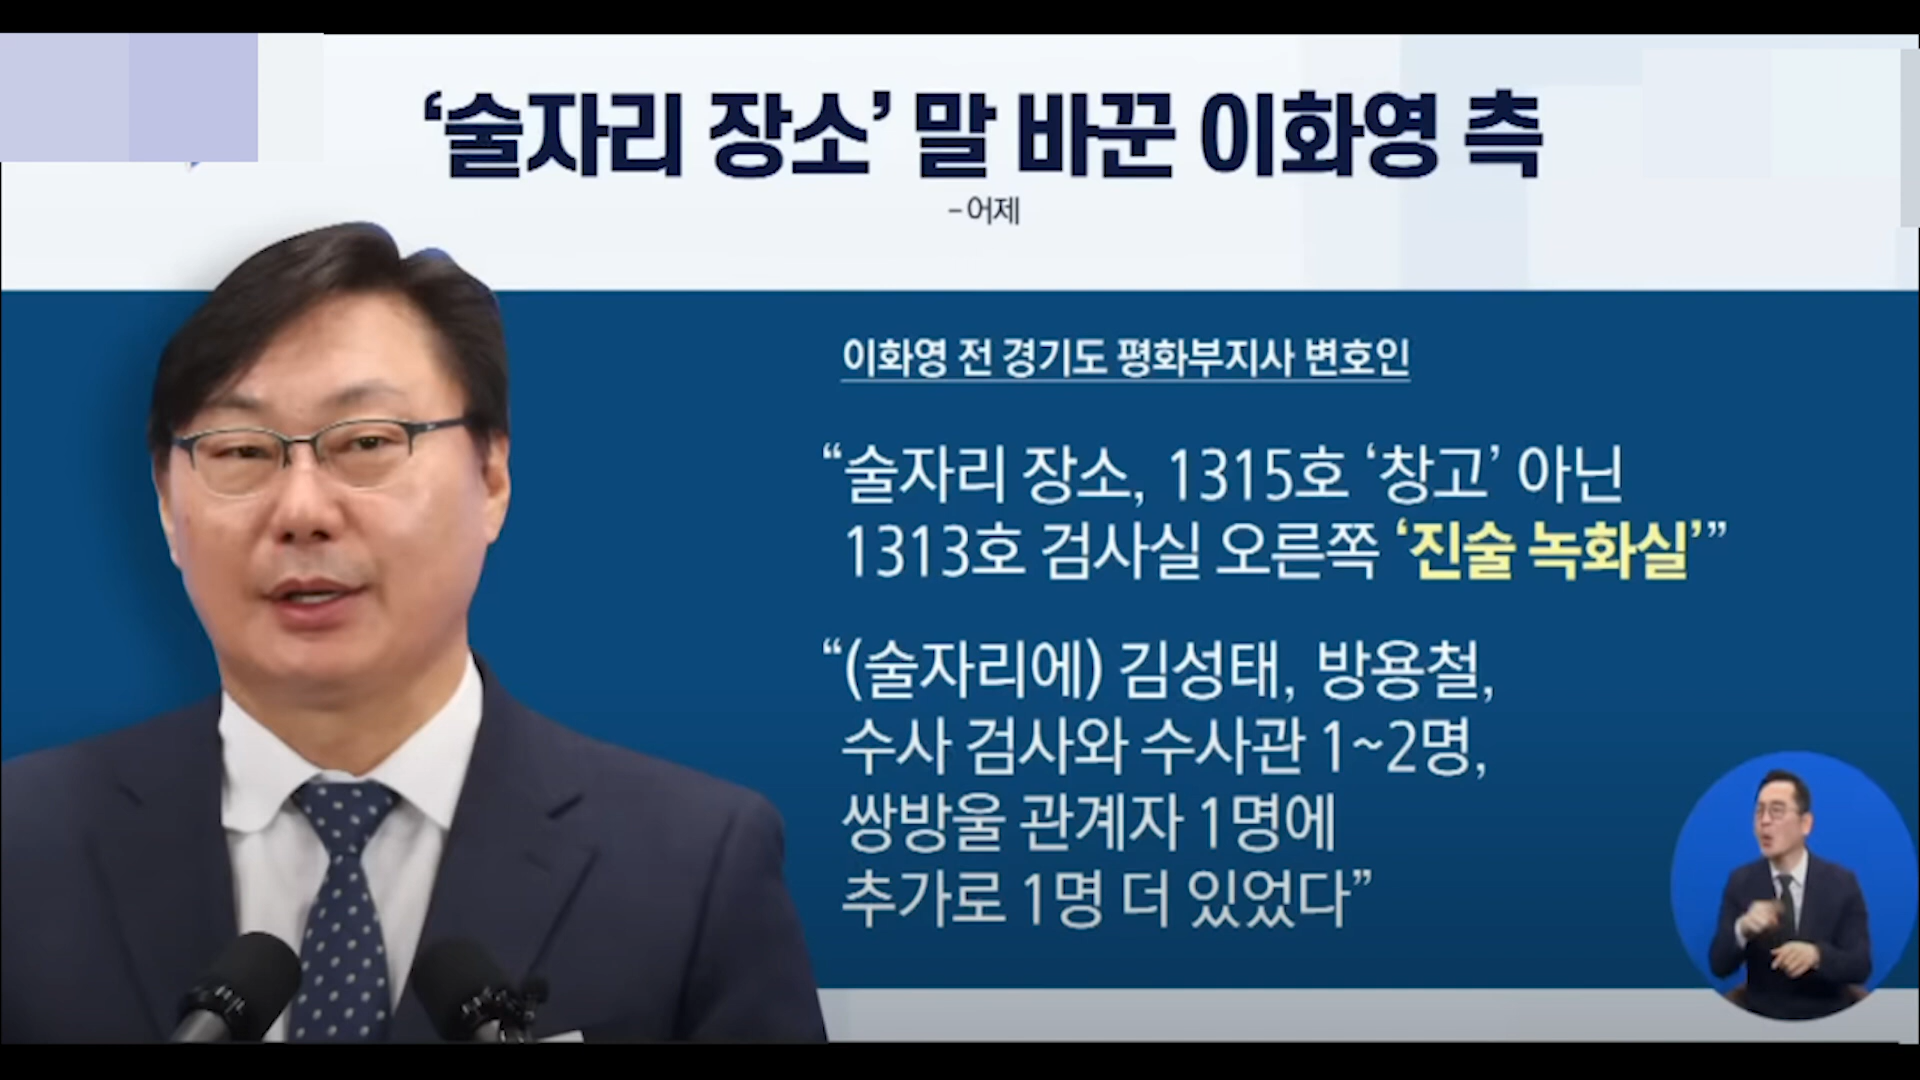 ‘술자리 장소’ 말 바꾼 이화영 측
–어제
이화영 전 경기도 평화부지사 변호인
“술자리 장소, 1315호 ‘창고’ 아닌
1313호 검사실 오른쪽 ‘진술 녹화실’”
“(술자리에) 김성태, 방용철,
수사 검사와 수사관 1~2명,
쌍방울 관계자 1명에
추가로 1명 더 있었다”